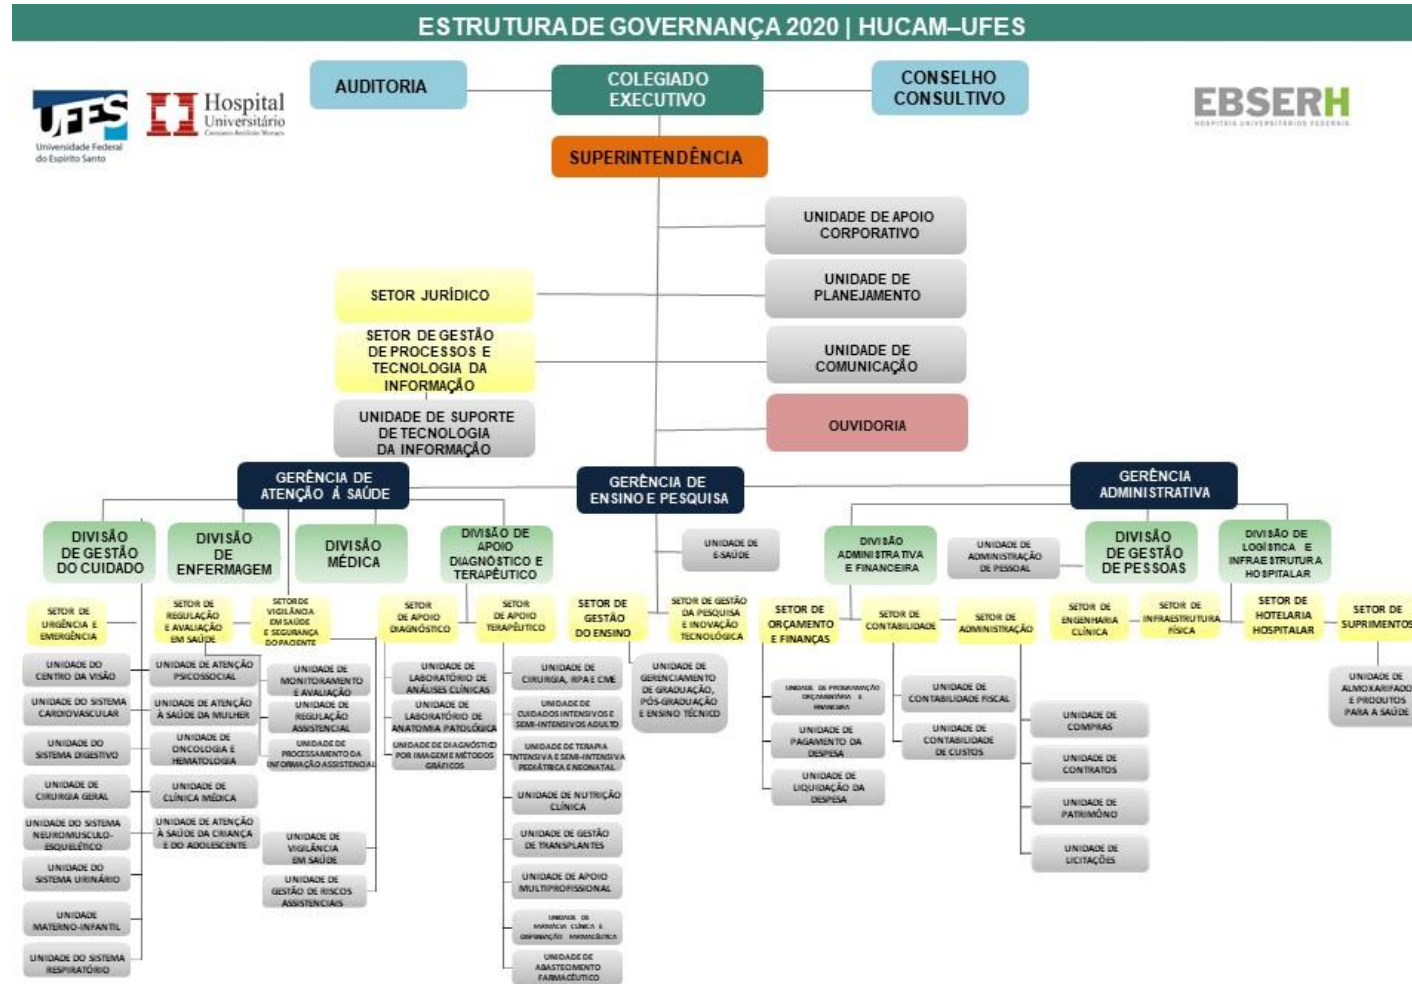 ESTRUTURA DE GOVERNANÇA 2020 | HUCAM–UFES
AUDITORIA
COLEGIADO
EXECUTIVO
CONSELHO
CONSULTIVO
UFES
Universidade Federal
do Espírito Santo
Hospital
Universitário
EBSERH
HOSPITAIS UNIVERSITÁRIOS FEDERAIS
SUPERINTENDÊNCIA
UNIDADE DE APOIO
CORPORATIVO
SETOR JURÍDICO
UNIDADE DE
PLANEJAMENTO
SETOR DE GESTÃO
DE PROCESSOS E
TECNOLOGIA DA
INFORMAÇÃO
UNIDADE DE
COMUNICAÇÃO
UNIDADE DE SUPORTE
DE TECNOLOGIA
DA INFORMAÇÃO
OUVIDORIA
GERÊNCIA DE
ATENÇÃO Á SAÚDE
GERÊNCIA DE
ENSINO E PESQUISA
GERÊNCIA
ADMINISTRATIVA
DIVISÃO
DE GESTÃO
DO CUIDADO
DIVISÃO
DE
ENFERMAGEM
DIVISÃO
MÉDICA
DIVISÃO DE
APOIO
DIAGNÓSTICO E
TERAPÊUTICO
UNIDADE DE
E-SAÚDE
DIVISÃO
ADMINISTRATIVA
E FINANCEIRA
UNIDADE DE
ADMINISTRAÇÃO
DE PESSOAL
DIVISÃO
DE GESTÃO
DE PESSOAS
DIVISÃO DE
LOGÍSTICA E
INFRAESTRUTURA
HOSPITALAR
SETOR DE
URGÊNCIA E
EMERGÊNCIA
SETOR DE
REGULAÇÃO
E AVALIAÇÃO
EM SAÚDE
SETOR DE
VIGILÂNCIA
EM SAÚDE
E SEGURANÇA
DO PACIENTE
SETOR
DE APOIO
DIAGNÓSTICO
SETOR
DE APOIO
TERAPÊUTICO
SETOR DE
GESTÃO
DO ENSINO
SETOR DE GESTÃO
DA PESQUISA
E INOVAÇÃO
TECNOLÓGICA
SETOR DE
ORÇAMENTO
E FINANÇAS
SETOR DE
CONTABILIDADE
SETOR DE
ADMINISTRAÇÃO
SETOR DE
ENGENHARIA
CLÍNICA
SETOR DE
INFRAESTRUTURA
FÍSICA
SETOR DE
HOTELARIA
HOSPITALAR
SETOR DE
SUPRIMENTOS
UNIDADE DO
CENTRO DA VISÃO
UNIDADE DO SISTEMA
CARDIOVASCULAR
UNIDADE DO
SISTEMA DIGESTIVO
UNIDADE DE
CIRURGIA GERAL
UNIDADE DO SISTEMA
NEUROMUSCULO-
ESQUELÉTICO
UNIDADE DO
SISTEMA URINÁRIO
UNIDADE
MATERNO-INFANTIL
UNIDADE DO SISTEMA
RESPIRATÓRIO
UNIDADE DE ATENÇÃO
PSICOSSOCIAL
UNIDADE DE ATENÇÃO
À SAÚDE DA MULHER
UNIDADE DE
ONCOLOGIA E
HEMATOLOGIA
UNIDADE DE
CLÍNICA MÉDICA
UNIDADE DE ATENÇÃO
À SAÚDE DA CRIANÇA
E DO ADOLESCENTE
UNIDADE DE
MONITORAMENTO
E AVALIAÇÃO
UNIDADE DE
REGULAÇÃO
ASSISTENCIAL
UNIDADE DE
PROCESSAMENTO DA
INFORMAÇÃO ASSISTENCIAL
UNIDADE DE
VIGILÂNCIA
EM SAÚDE
UNIDADE DE
GESTÃO DE RISCOS
ASSISTENCIAIS
UNIDADE DE
LABORATÓRIO DE
ANÁLISES CLÍNICAS
UNIDADE DE
LABORATÓRIO DE
ANATOMIA PATOLÓGICA
UNIDADE DE DIAGNÓSTICO
POR IMAGEM E MÉTODOS
GRÁFICOS
UNIDADE DE
CIRURGIA, RPA E CME
UNIDADE DE
CUIDADOS INTENSIVOS E
SEMI-INTENSIVOS ADULTO
UNIDADE DE TERAPIA
INTENSIVA E SEMI-INTENSIVA
PEDIÁTRICA E NEONATAL
UNIDADE DE NUTRIÇÃO
CLÍNICA
UNIDADE DE GESTÃO
DE TRANSPLANTES
UNIDADE DE APOIO
MULTIPROFISSIONAL
UNIDADE DE
FARMÁCIA CLÍNICA E
DISPENSAÇÃO FARMACÊUTICA
UNIDADE DE
ABASTECIMENTO
FARMACÊUTICO
UNIDADE DE
GERENCIAMENTO
DE GRADUAÇÃO,
PÓS-GRADUAÇÃO
E ENSINO TÉCNICO
UNIDADE DE PROGRAMAÇÃO
ORÇAMENTÁRIA E
FINANCEIRA
UNIDADE DE
PAGAMENTO DA
DESPESA
UNIDADE DE
LIQUIDAÇÃO DA
DESPESA
UNIDADE DE
CONTABILIDADE FISCAL
UNIDADE DE
CONTABILIDADE
DE CUSTOS
UNIDADE DE
COMPRAS
UNIDADE DE
CONTRATOS
UNIDADE DE
PATRIMÔNO
UNIDADE DE
LICITAÇÕES
UNIDADE DE
ALMOXARIFADO
E PRODUTOS
PARA A SAÚDE